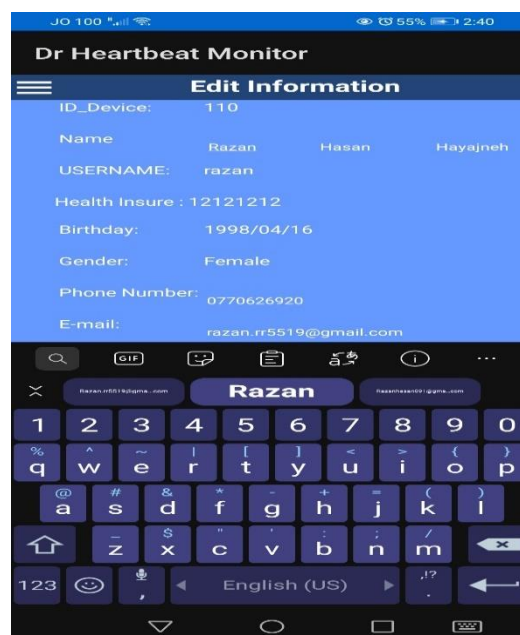 JO 100 55% 2:40
Dr Heartbeat Monitor
Edit Information
ID_Device: 110
Name Razan Hasan Hayajneh
USERNAME: razan
Health Insure : 12121212
Birthday: 1998/04/16
Gender: Female
Phone Number: 0770626920
E-mail: razan.rr5519@gmail.com
GIF
Razan
1 2 3 4 5 6 7 8 9 0
% ^ ~ | [ ] < > { }
q w e r t y u i o p
@ # & * - + = ( )
a s d f g h j k l
_ $ " ' : ; /
z x c v b n m
123 , English (US) ,!? .